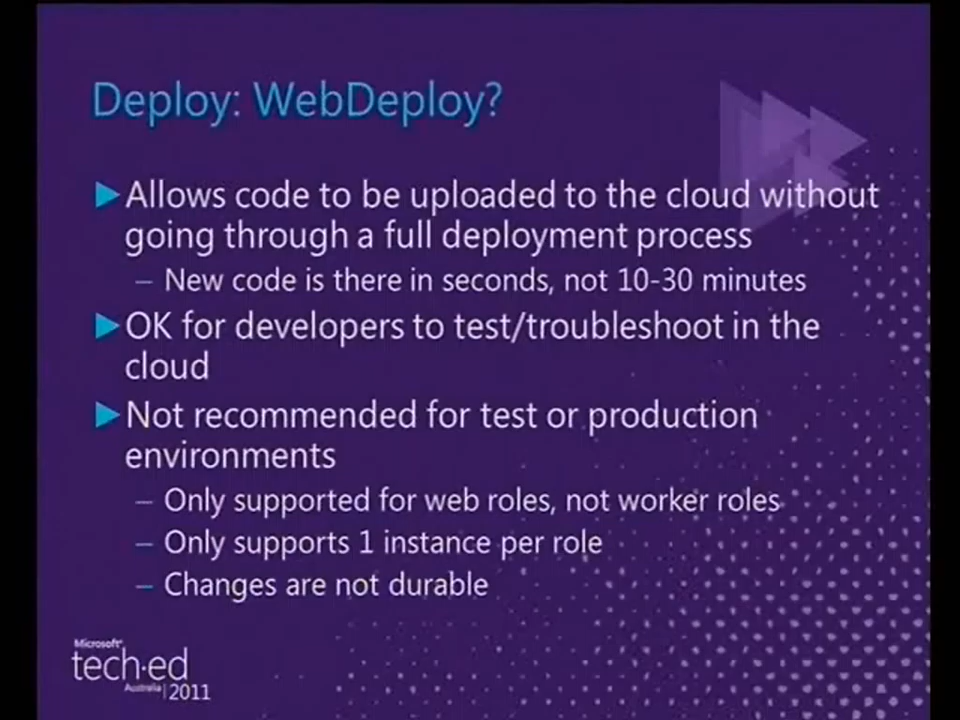 Deploy: WebDeploy?
Allows code to be uploaded to the cloud without
going through a full deployment process
– New code is there in seconds, not 10-30 minutes
OK for developers to test/troubleshoot in the
cloud
Not recommended for test or production
environments
– Only supported for web roles, not worker roles
– Only supports 1 instance per role
– Changes are not durable
Microsoft®
tech·ed
Australia | 2011